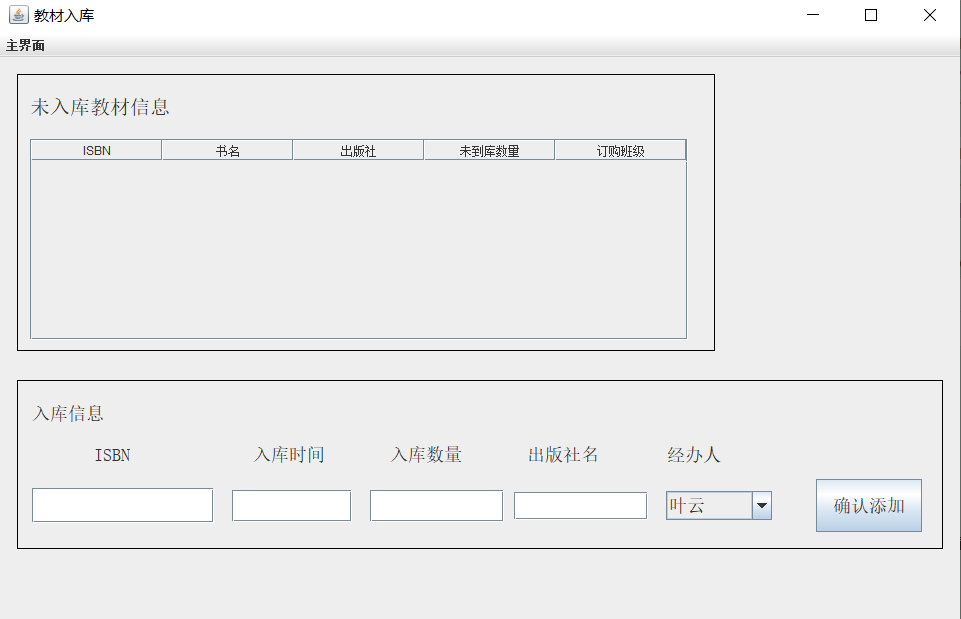 教材入库
主界面
未入库教材信息
ISBN 书名 出版社 未到库数量 订购班级
入库信息
ISBN 入库时间 入库数量 出版社名 经办人
叶云 确认添加